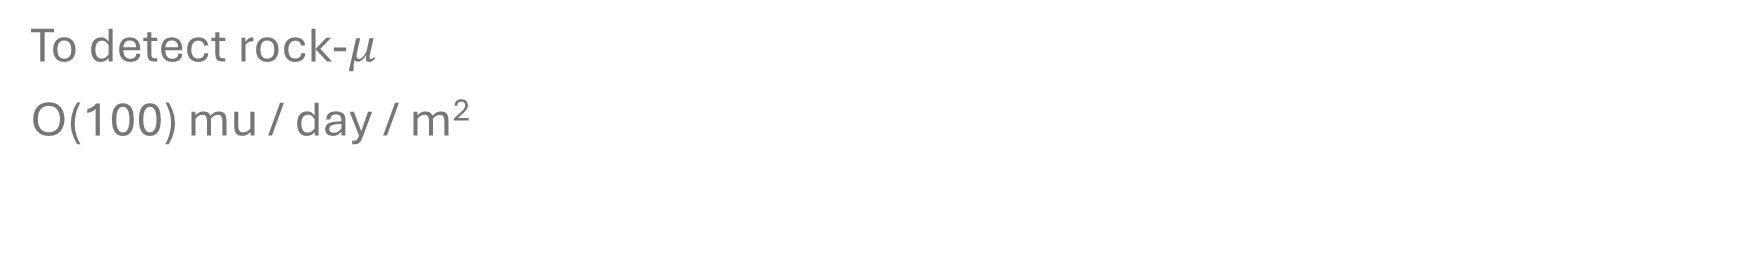 To detect rock-𝜇
O(100) mu / day / m²